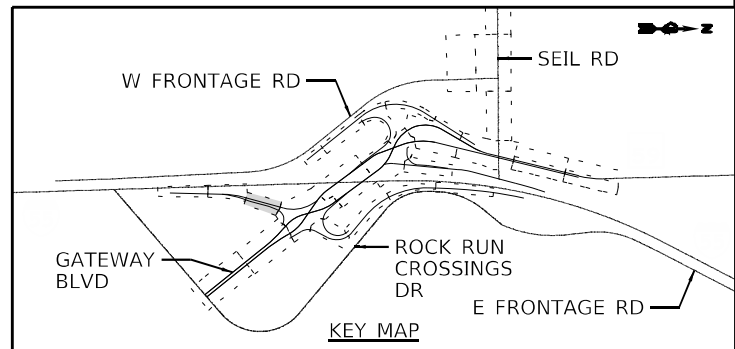 Z
SEIL RD
W FRONTAGE RD
GATEWAY
BLVD
ROCK RUN
CROSSINGS
DR
E FRONTAGE RD
KEY MAP